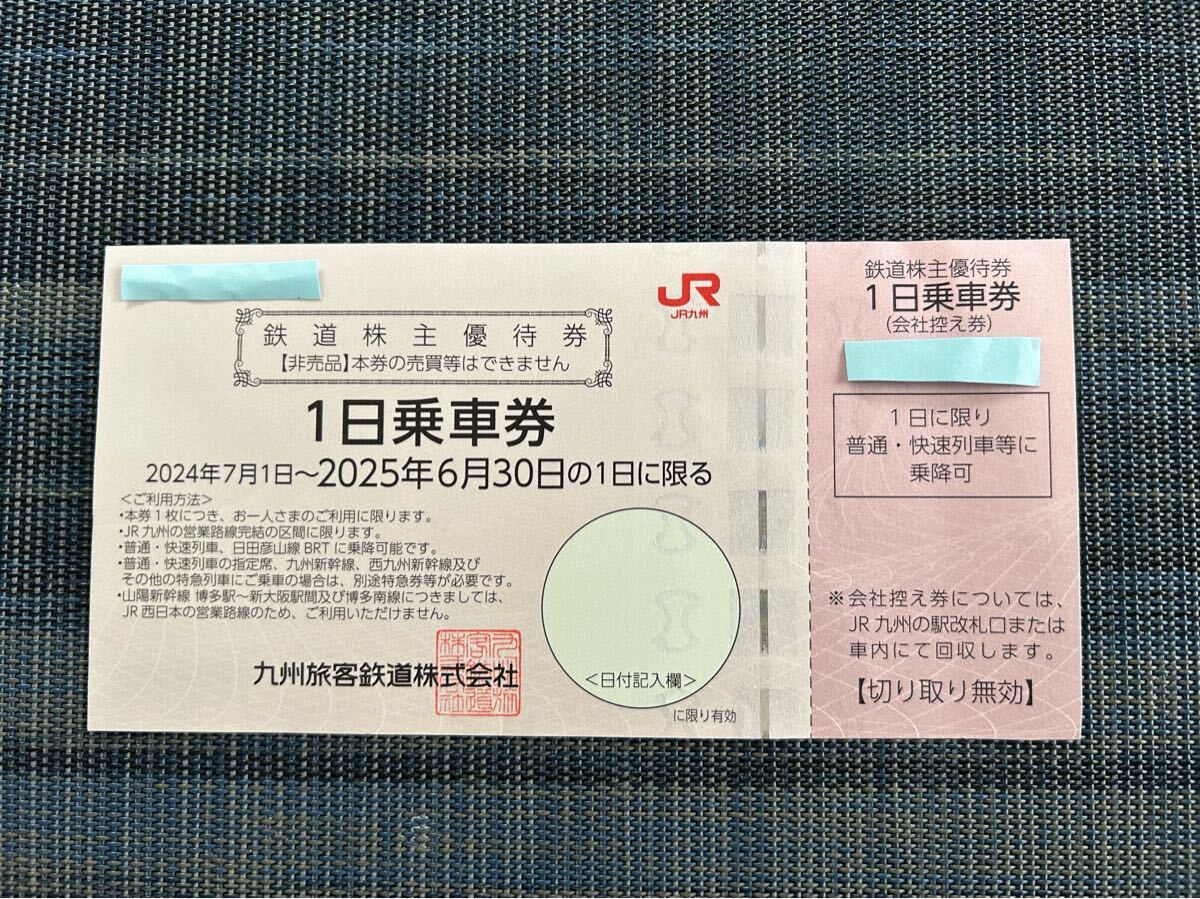 JR
JR九州
鉄道株主優待券
【非売品】本券の売買等はできません
1日乗車券
2024年7月1日～2025年6月30日の1日に限る
＜ご利用方法＞
・本券1枚につき、お一人さまのご利用に限ります。
・JR九州の営業路線完結の区間に限ります。
・普通・快速列車、日田彦山線BRTに乗降可能です。
・普通・快速列車の指定席、九州新幹線、西九州新幹線及び
その他の特急列車にご乗車の場合は、別途特急券等が必要です。
・山陽新幹線 博多駅～新大阪駅間及び博多南線につきましては、
JR西日本の営業路線のため、ご利用いただけません。
九州旅客鉄道株式会社
＜日付記入欄＞
に限り有効
鉄道株主優待券
1日乗車券
(会社控え券)
1日に限り
普通・快速列車等に
乗降可
※会社控え券については、
JR九州の駅改札口または
車内にて回収します。
【切り取り無効】